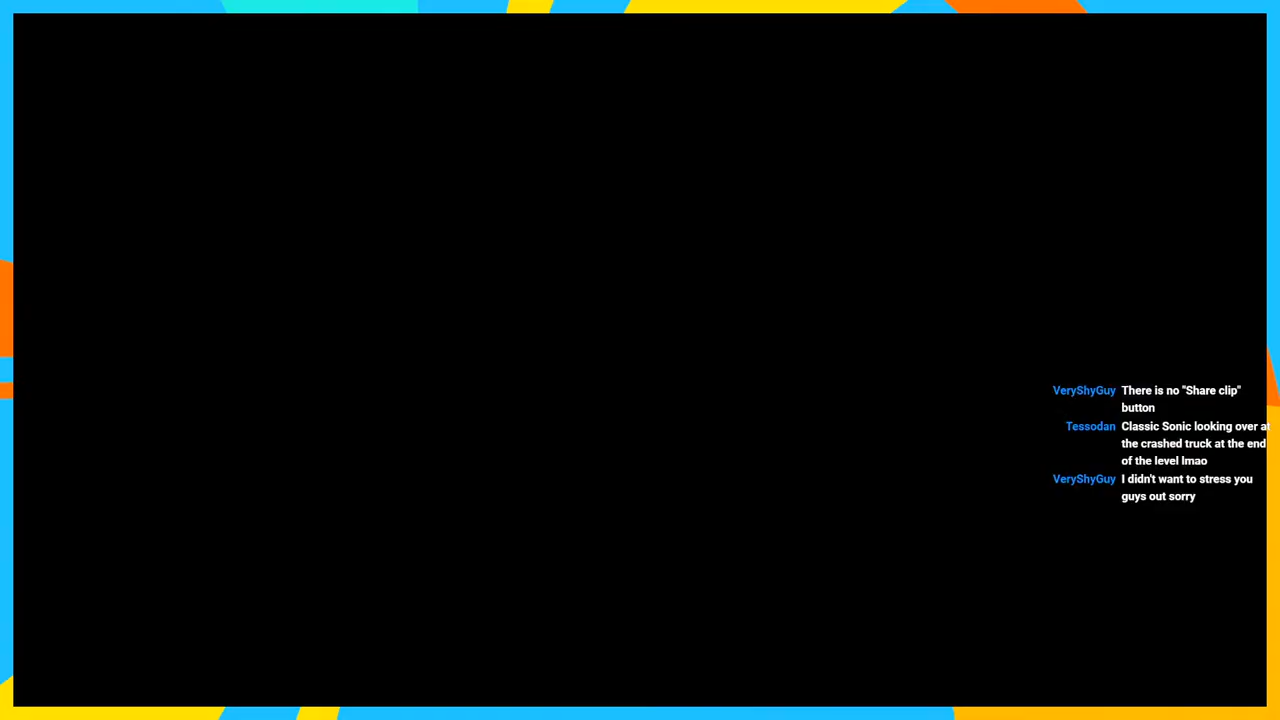 VeryShyGuy There is no "Share clip"
button
Tessodan Classic Sonic looking over at
the crashed truck at the end
of the level lmao
VeryShyGuy I didn't want to stress you
guys out sorry